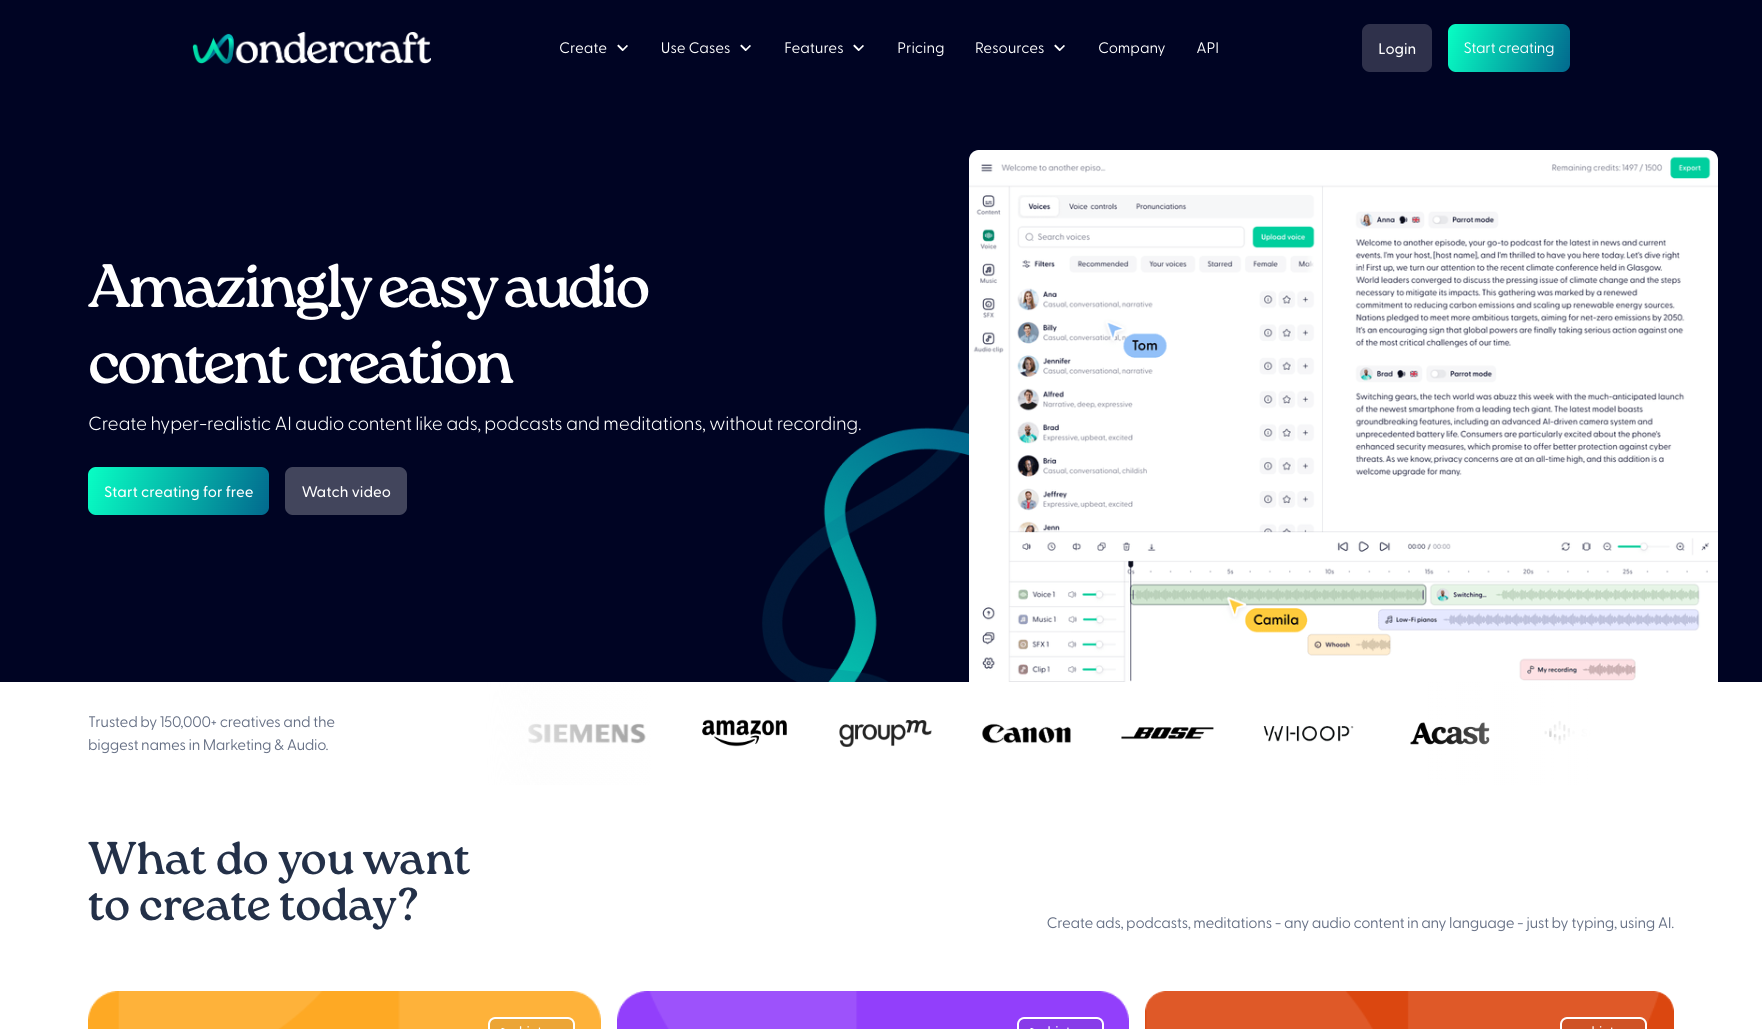 Wondercraft
Create
Use Cases
Features
Pricing
Resources
Company
API
Login
Start creating
Amazingly easy audio
content creation
Create hyper-realistic AI audio content like ads, podcasts and meditations, without recording.
Start creating for free
Watch video
Welcome to another episo...
Remaining credits: 1497 / 1500
Export
Content
Voice
Music
SFX
Audio clip
Voices
Voice controls
Pronunciations
Search voices
Upload voice
Filters
Recommended
Your voices
Starred
Female
Ana
Casual, conversational, narrative
Billy
Casual, conversational,
Jennifer
Casual, conversational, narrative
Alfred
Narrative, deep, expressive
Brad
Expressive, upbeat, excited
Bria
Casual, conversational, childish
Jeffrey
Expressive, upbeat, excited
Jenn
Tom
Anna
Parrot mode
Welcome to another episode, your go-to podcast for the latest in news and current
events. I'm your host, [host name], and I'm thrilled to have you here today. Let's dive right
in! First up, we turn our attention to the recent climate conference held in Glasgow.
World leaders converged to discuss the pressing issue of climate change and the steps
necessary to mitigate its impacts. This gathering was marked by a renewed
commitment to reducing carbon emissions and scaling up renewable energy sources.
Nations pledged to meet more ambitious targets, aiming for net-zero emissions by 2050.
It's an encouraging sign that global powers are finally taking serious action against one
of the most critical challenges of our time.
Brad
Parrot mode
Switching gears, the tech world was abuzz this week with the much-anticipated launch
of the newest smartphone from a leading tech giant. The latest model boasts
groundbreaking features, including an advanced AI-driven camera system and
unprecedented battery life. Consumers are particularly excited about the phone's
enhanced security measures, which promise to offer better protection against cyber
threats. As we know, privacy concerns are at an all-time high, and this addition is a
welcome upgrade for many.
00:00 / 00:00
0s
5s
10s
15s
20s
25s
Voice 1
Switching...
Music 1
Camila
Low-Fi pianos
SFX 1
Whoosh
Clip 1
My recording
Trusted by 150,000+ creatives and the
biggest names in Marketing & Audio.
SIEMENS
amazon
groupm
Canon
BOSE
WHOOP
Acast
What do you want
to create today?
Create ads, podcasts, meditations - any audio content in any language - just by typing, using AI.